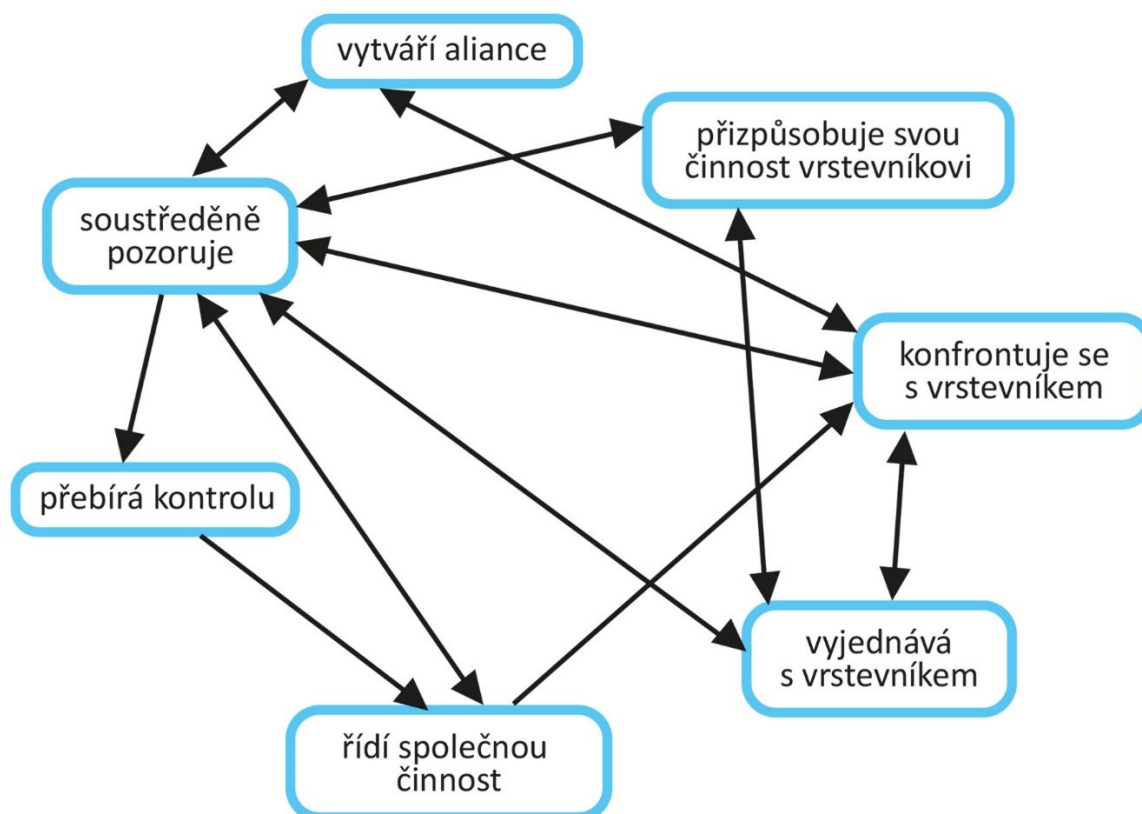 vytváří aliance
přizpůsobuje svou
činnost vrstevníkovi
soustředěně
pozoruje
konfrontuje se
s vrstevníkem
přebírá kontrolu
vyjednává
s vrstevníkem
řídí společnou
činnost